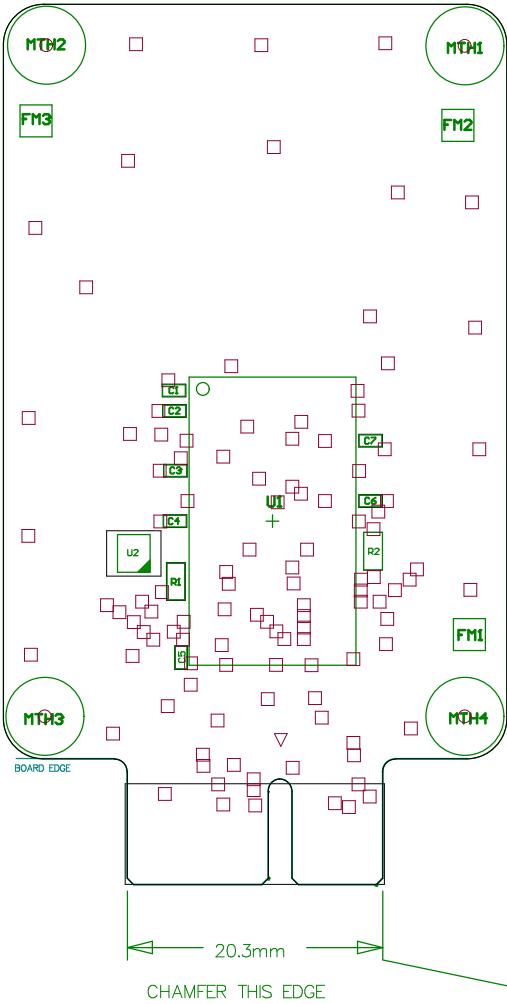 MTH2
MTH1
FM3
FM2
C1
C2
C7
C3
U1
C6
C4
U2
R2
R1
FM1
C5
MTH3
MTH4
BOARD EDGE
20.3mm
CHAMFER THIS EDGE